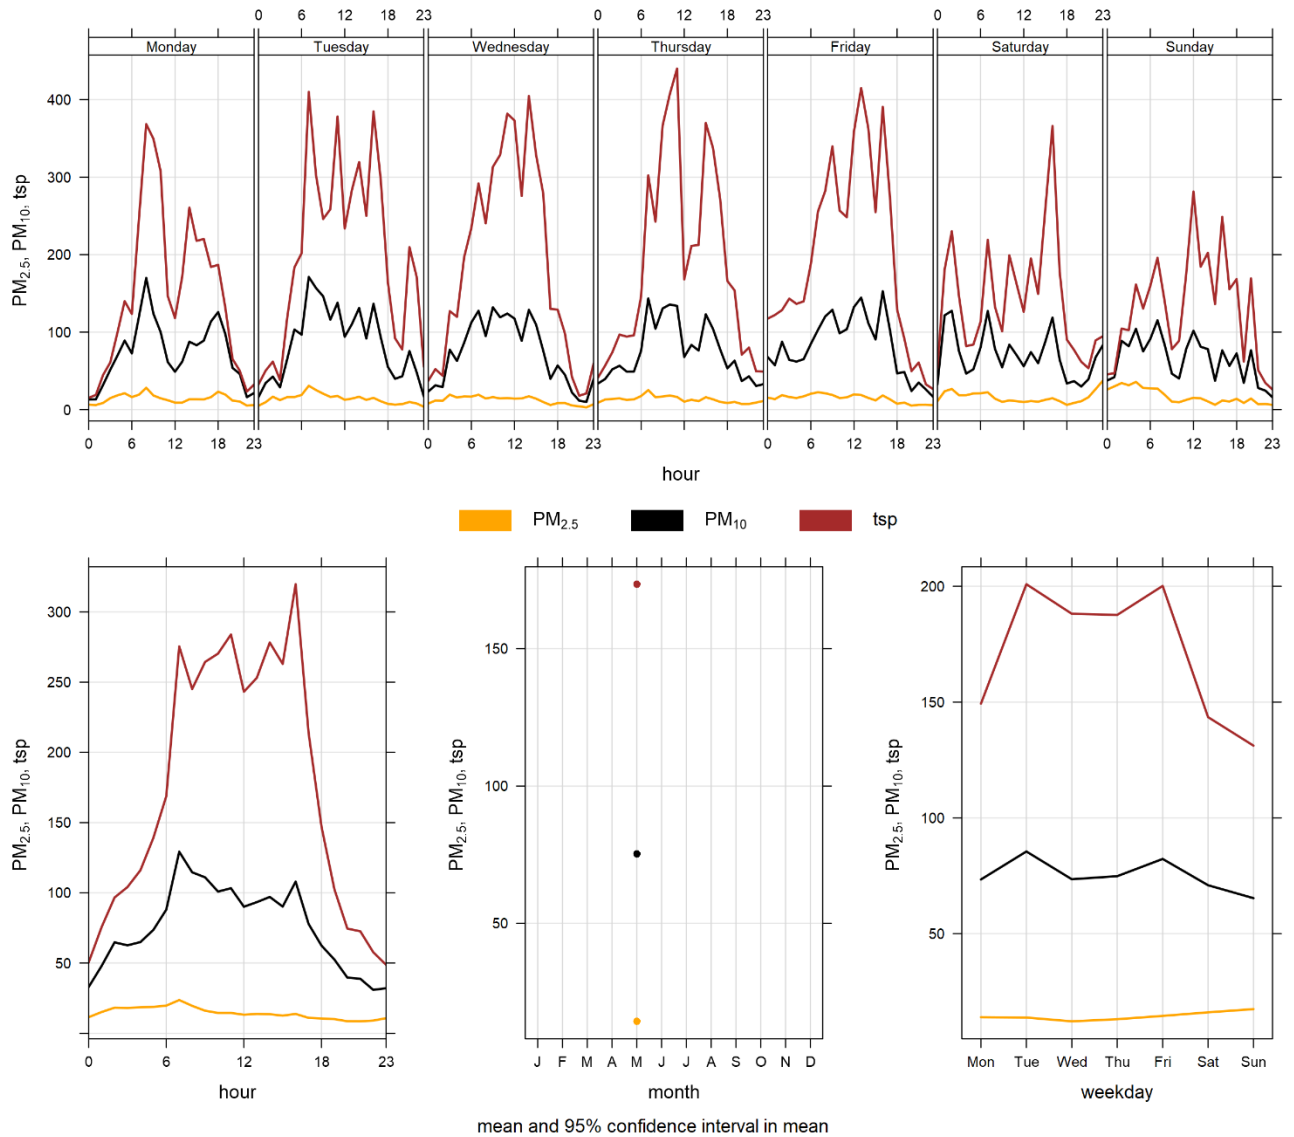 0 6 12 18 23 0 6 12 18 23 0 6 12 18 23
Monday Tuesday Wednesday Thursday Friday Saturday Sunday
400
300
200
100
0
PM2.5, PM10, tsp
0 6 12 18 23 0 6 12 18 23 0 6 12 18 23 0 6 12 18 23
hour
PM2.5 PM10 tsp
300
250
200
150
100
50
PM2.5, PM10, tsp
0 6 12 18 23
hour
150
100
50
PM2.5, PM10, tsp
J F M A M J J A S O N D
month
200
150
100
50
PM2.5, PM10, tsp
Mon Tue Wed Thu Fri Sat Sun
weekday
mean and 95% confidence interval in mean